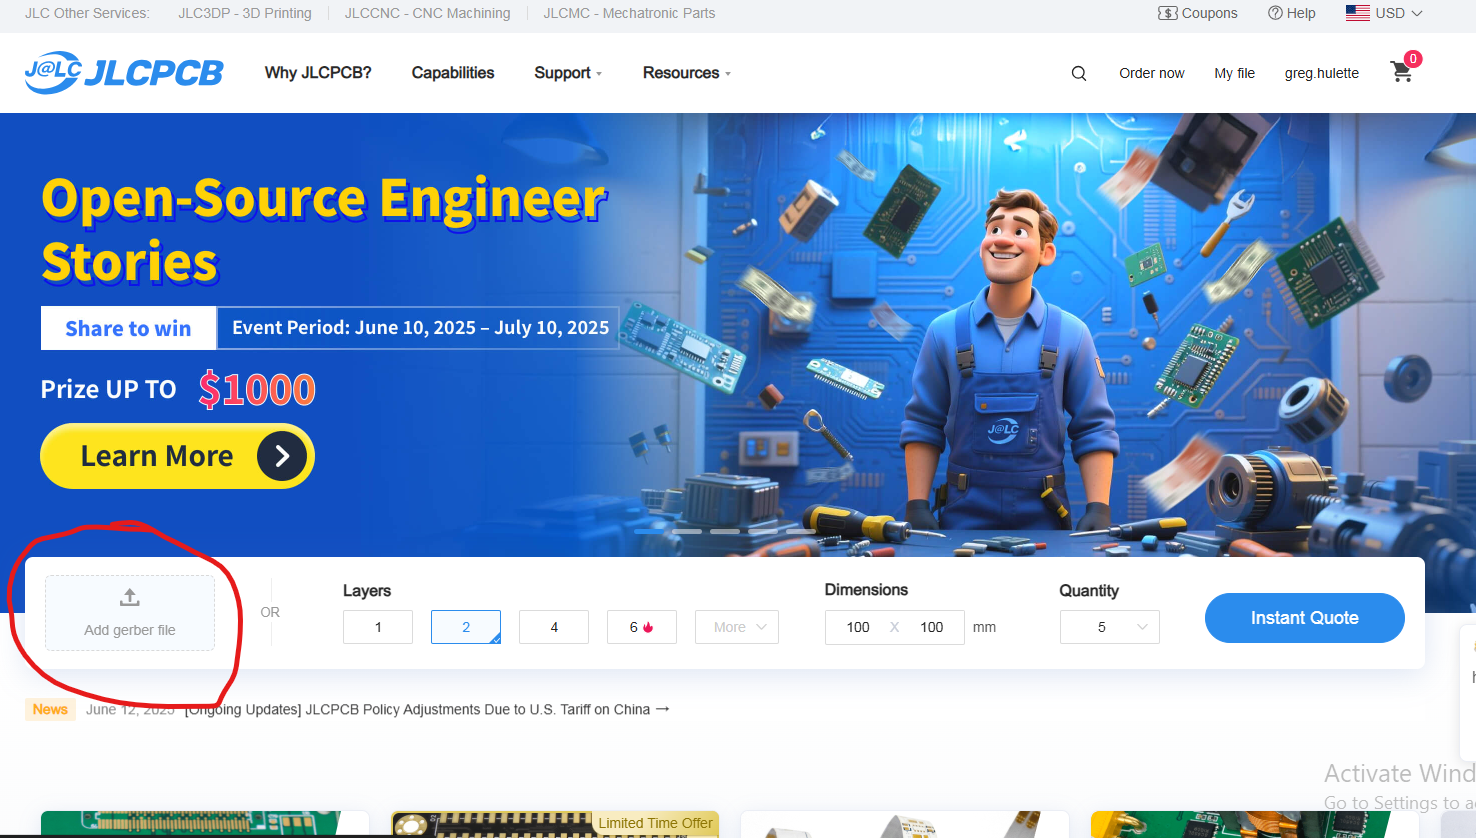 JLC Other Services: JLC3DP - 3D Printing JLCCNC - CNC Machining JLCMC - Mechatronic Parts Coupons Help USD
J@LC JLCPCB Why JLCPCB? Capabilities Support Resources Order now My file greg.hulette 0
Open-Source Engineer
Stories
Share to win Event Period: June 10, 2025 – July 10, 2025
Prize UP TO $1000
Learn More
J@LC
Add gerber file
OR
Layers
1 2 4 6 More
Dimensions
100 X 100 mm
Quantity
5
Instant Quote
News June 12, 2025 [Ongoing Updates] JLCPCB Policy Adjustments Due to U.S. Tariff on China →
Activate Wind
Go to Settings to a
Limited Time Offer